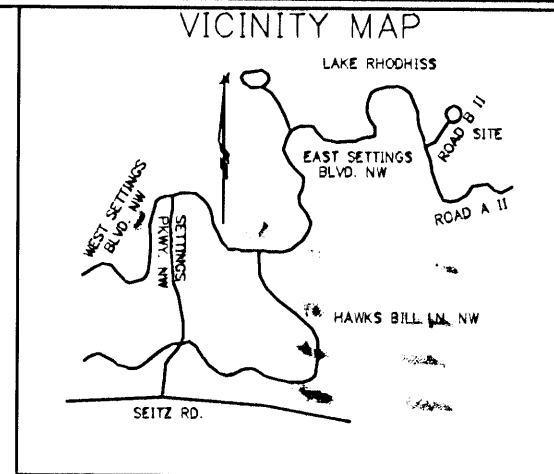 VICINITY MAP
LAKE RHODHISS
ROAD B II
SITE
EAST SETTINGS
BLVD. NW
ROAD A II
WEST SETTINGS
BLVD. NW
SETTINGS
PKWY. NW
HAWKS BILL LN. NW
SEITZ RD.